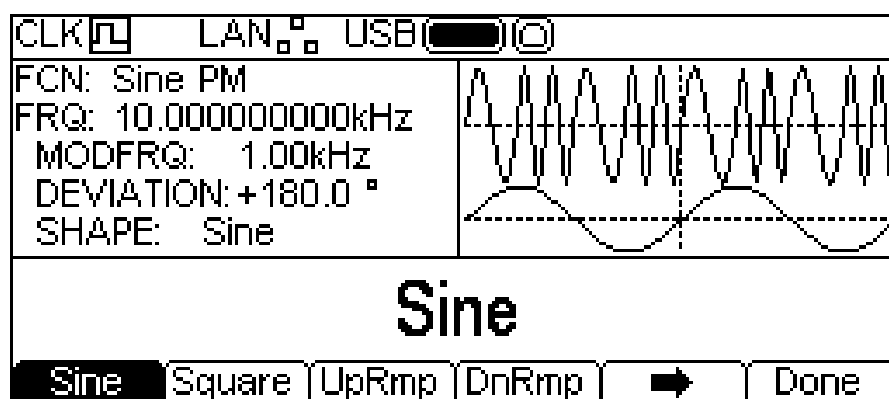 CLK LAN USB
FCN: Sine PM
FRQ: 10.000000000kHz
MODFRQ: 1.00kHz
DEVIATION: +180.0 °
SHAPE: Sine
Sine
Sine Square UpRmp DnRmp Done